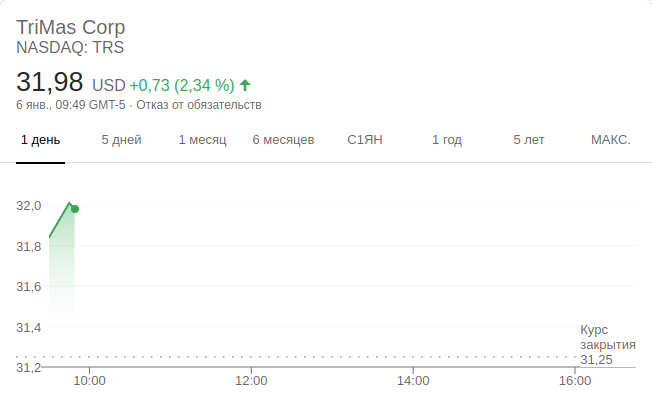 TriMas Corp
NASDAQ: TRS
31,98 USD +0,73 (2,34 %)
6 янв., 09:49 GMT-5 · Отказ от обязательств
1 день 5 дней 1 месяц 6 месяцев С1ЯН 1 год 5 лет МАКС.
32,0
31,8
31,6
31,4
Курс
закрытия
31,25
31,2
10:00 12:00 14:00 16:00